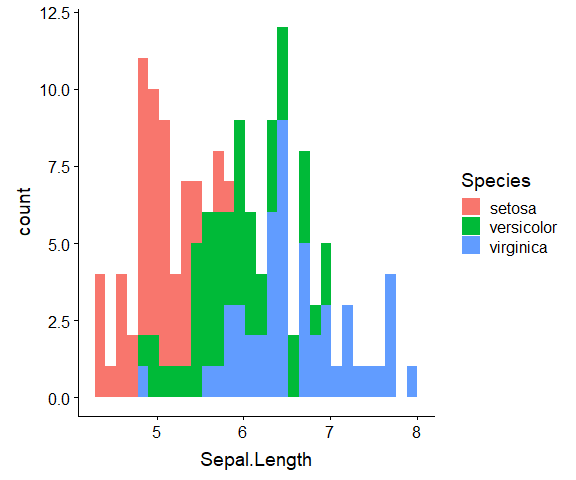 12.5
10.0
7.5
5.0
2.5
0.0
count
5 6 7 8
Sepal.Length
Species
setosa
versicolor
virginica